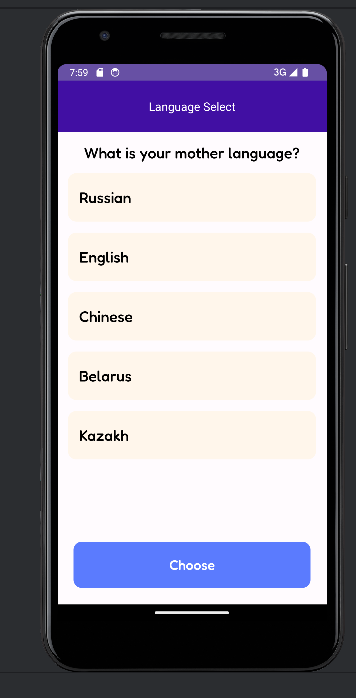 7:59 3G
Language Select
What is your mother language?
Russian
English
Chinese
Belarus
Kazakh
Choose